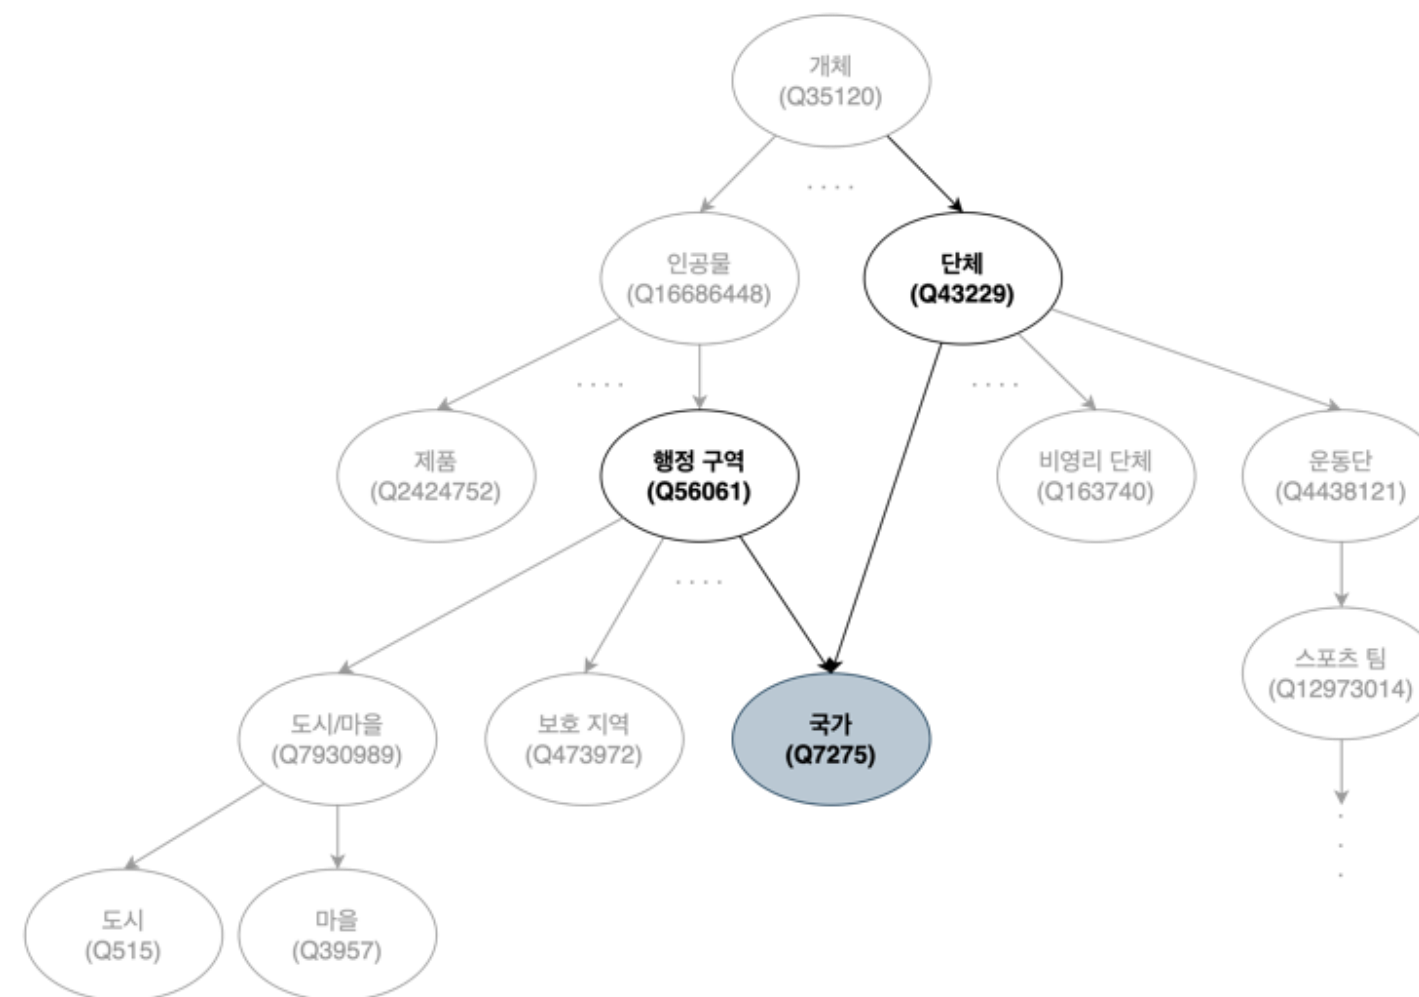 개체
(Q35120)
. . . .
인공물
(Q16686448)
단체
(Q43229)
. . . .
. . . .
제품
(Q2424752)
행정 구역
(Q56061)
비영리 단체
(Q163740)
운동단
(Q4438121)
. . . .
도시/마을
(Q7930989)
보호 지역
(Q473972)
국가
(Q7275)
스포츠 팀
(Q12973014)
.
.
.
도시
(Q515)
마을
(Q3957)